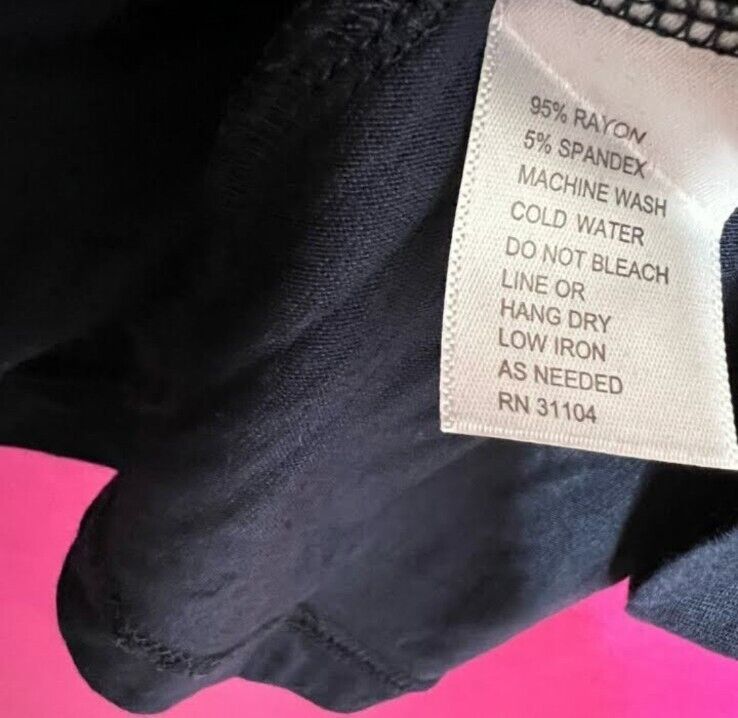 95% RAYON
5% SPANDEX
MACHINE WASH
COLD WATER
DO NOT BLEACH
LINE OR
HANG DRY
LOW IRON
AS NEEDED
RN 31104